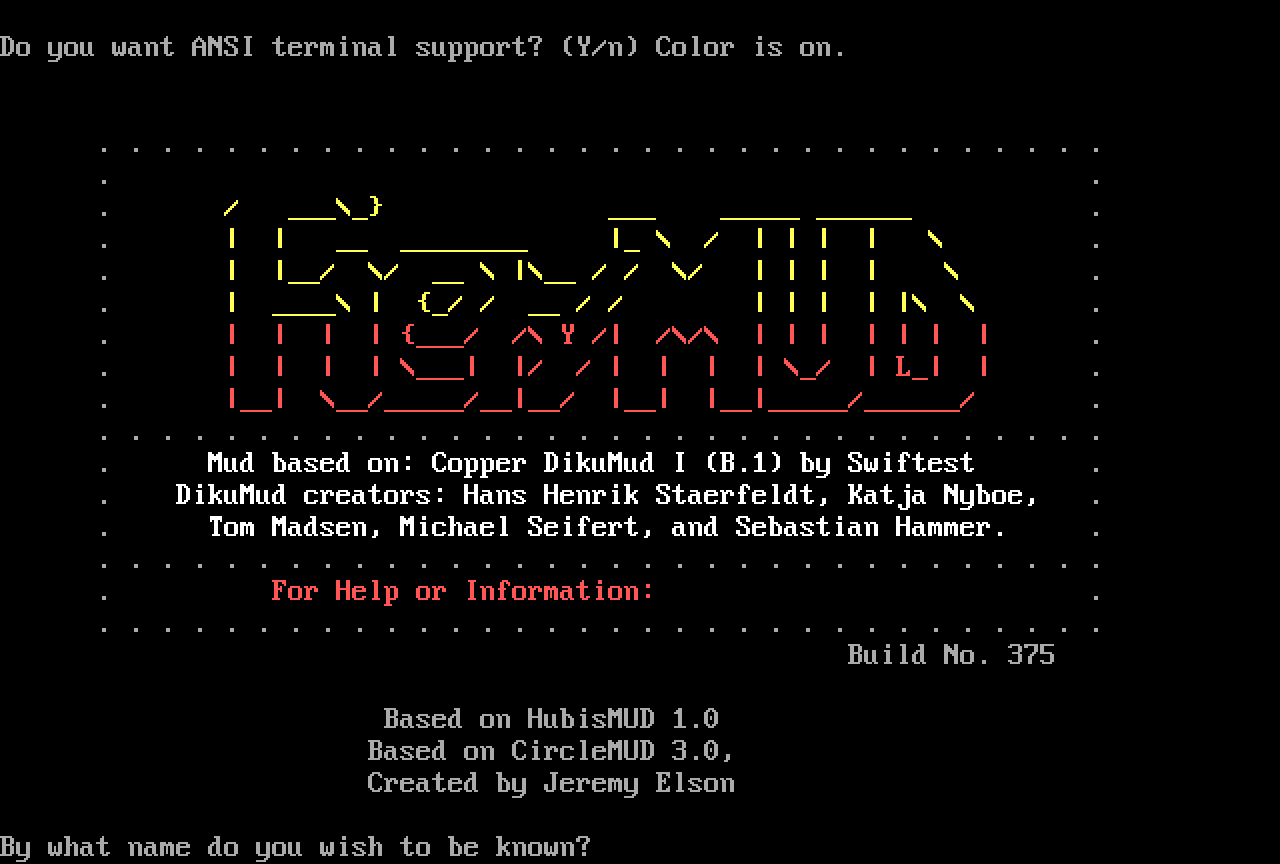 Do you want ANSI terminal support? (Y/n) Color is on.
HexMUD
Mud based on: Copper DikuMud I (B.1) by Swiftest
DikuMud creators: Hans Henrik Staerfeldt, Katja Nyboe,
Tom Madsen, Michael Seifert, and Sebastian Hammer.
For Help or Information:
Build No. 375
Based on HubisMUD 1.0
Based on CircleMUD 3.0,
Created by Jeremy Elson
By what name do you wish to be known?